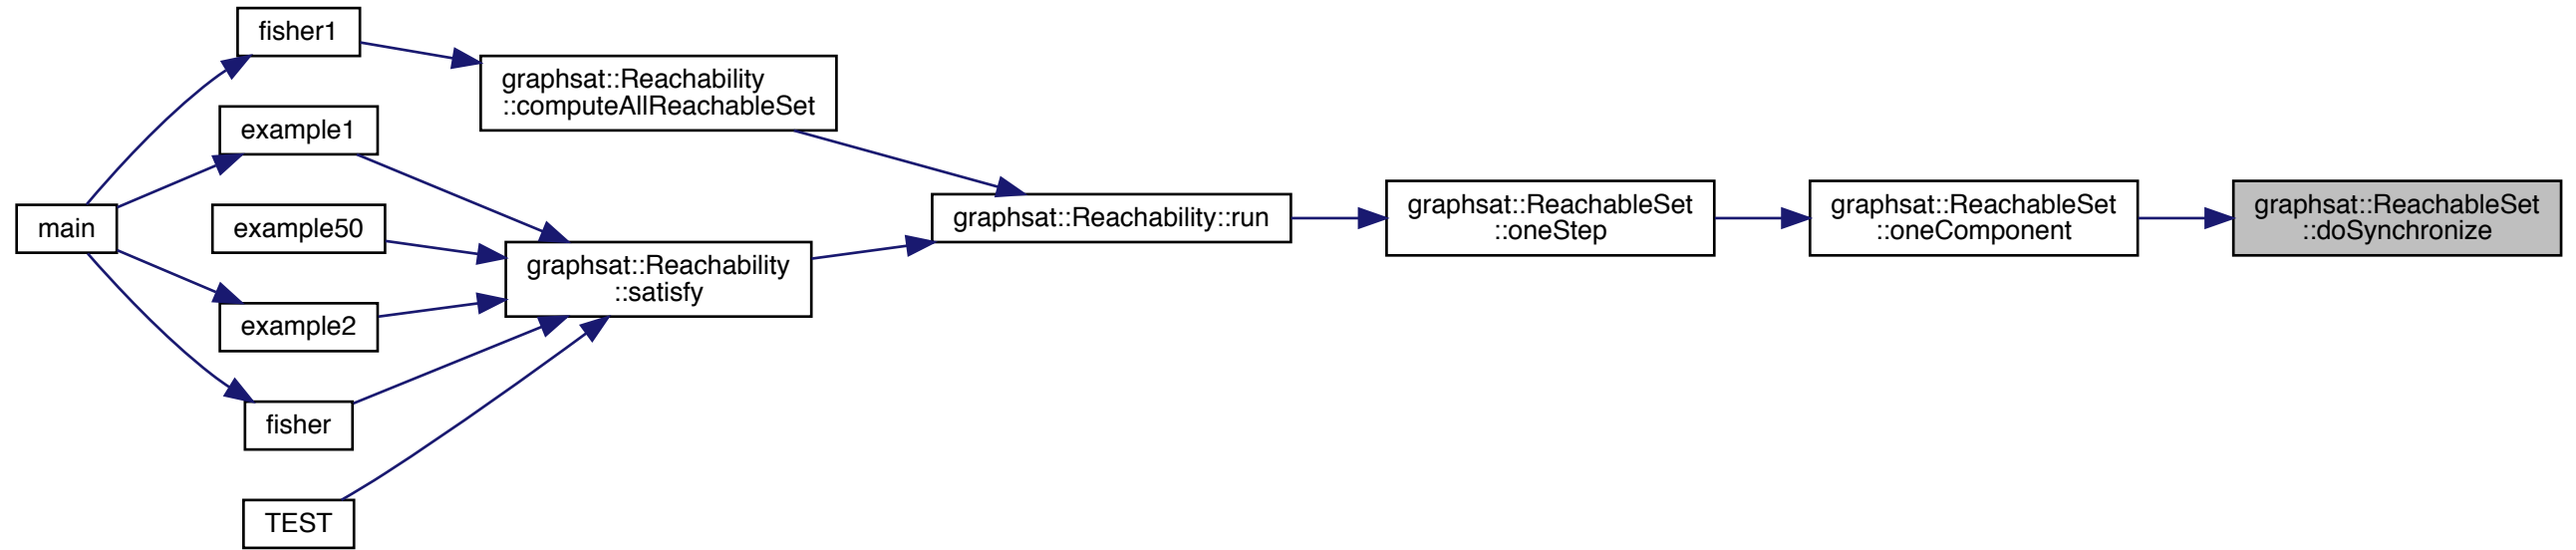 main
fisher1
example1
example50
example2
fisher
TEST
graphsat::Reachability
::computeAllReachableSet
graphsat::Reachability
::satisfy
graphsat::Reachability::run
graphsat::ReachableSet
::oneStep
graphsat::ReachableSet
::oneComponent
graphsat::ReachableSet
::doSynchronize